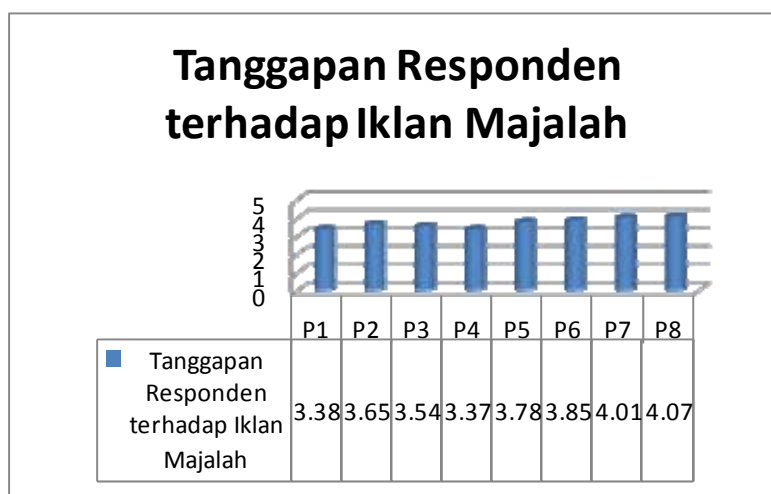 Tanggapan Responden
terhadap Iklan Majalah
5
4
3
2
1
0
P1 P2 P3 P4 P5 P6 P7 P8
Tanggapan
Responden
terhadap Iklan
Majalah
3.38 3.65 3.54 3.37 3.78 3.85 4.01 4.07